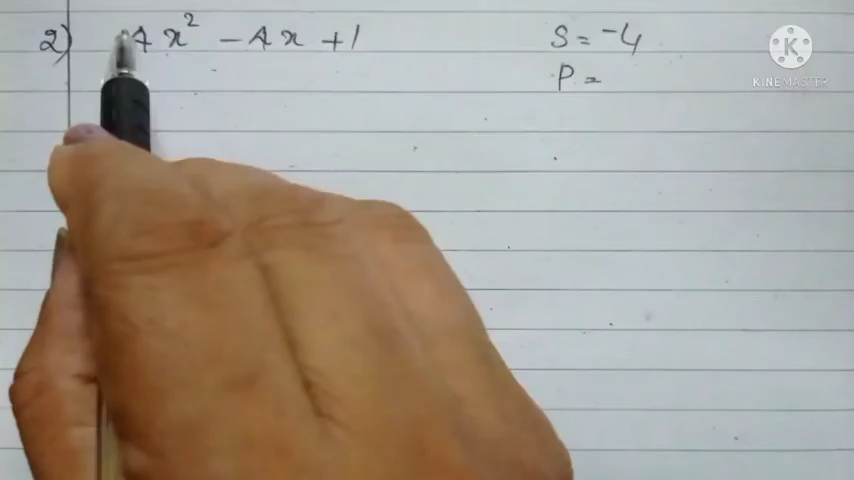 2) 4x² - 4x + 1
S = -4
P =
K
KINEMASTER